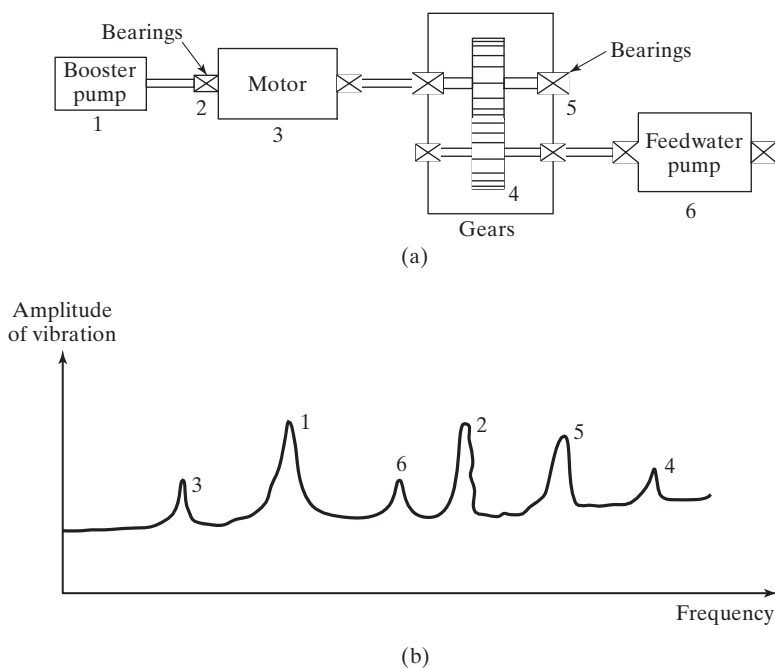 Bearings
Booster
pump
1
2
Motor
3
Bearings
5
4
Gears
Feedwater
pump
6
(a)
Amplitude
of vibration
3
1
6
2
5
4
Frequency
(b)